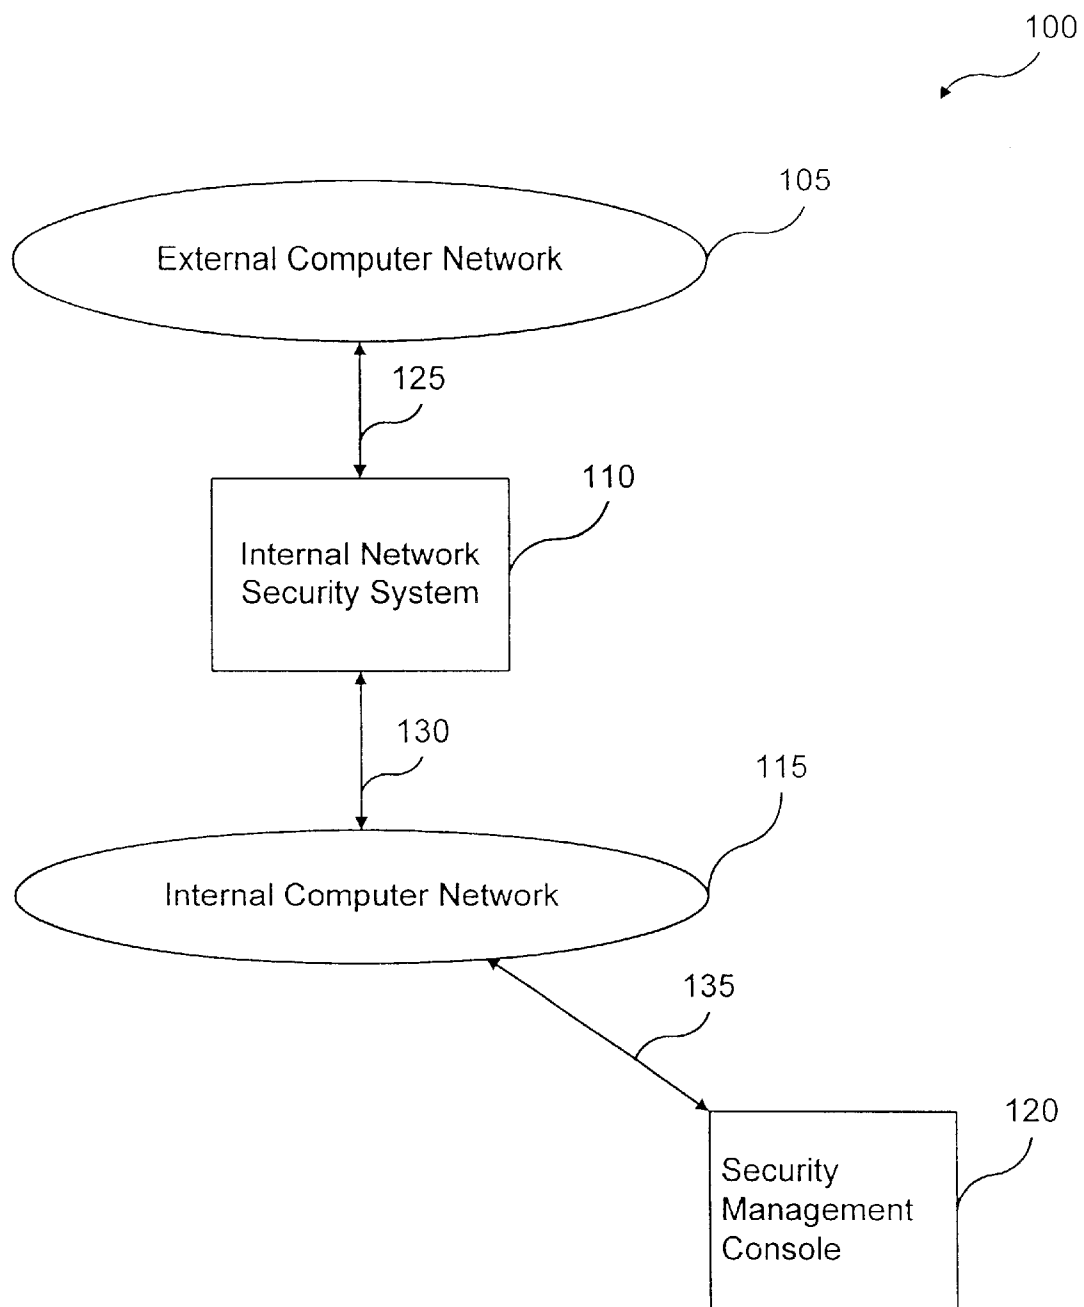 100
105
External Computer Network
125
110
Internal Network
Security System
130
115
Internal Computer Network
135
120
Security
Management
Console